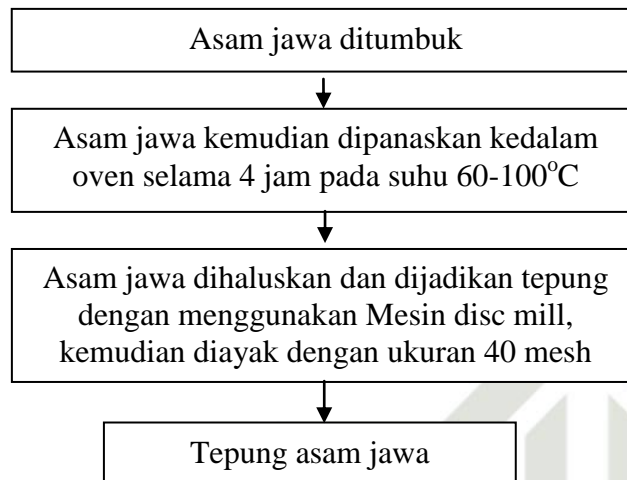 Asam jawa ditumbuk
Asam jawa kemudian dipanaskan kedalam
oven selama 4 jam pada suhu 60-100°C
Asam jawa dihaluskan dan dijadikan tepung
dengan menggunakan Mesin disc mill,
kemudian diayak dengan ukuran 40 mesh
Tepung asam jawa